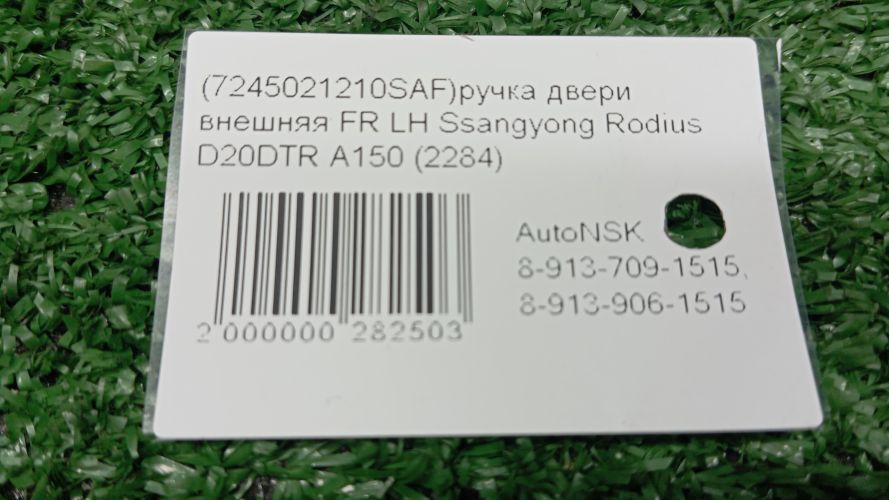 (7245021210SAF)ручка двери
внешняя FR LH Ssangyong Rodius
D20DTR A150 (2284)
AutoNSK
8-913-709-1515,
8-913-906-1515
2 000000 282503